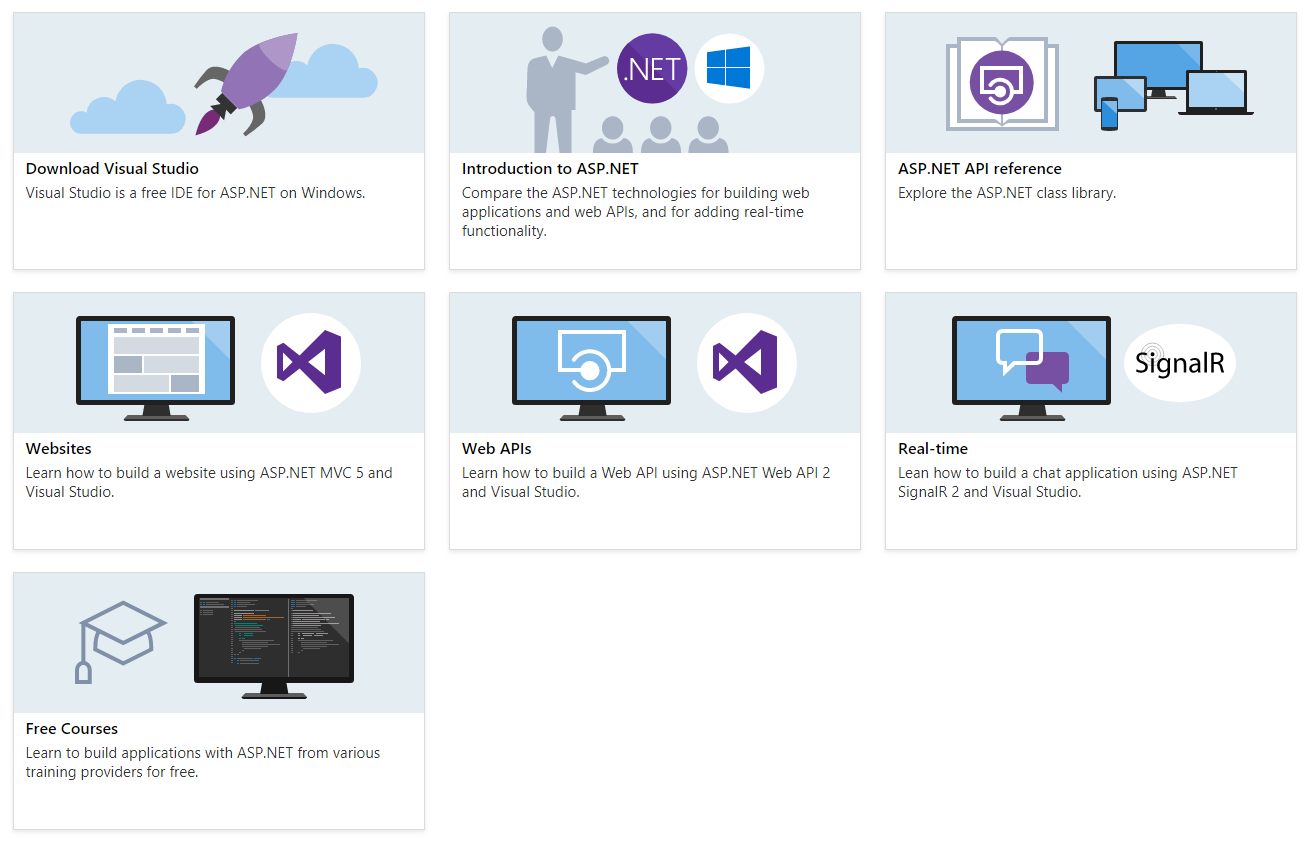 .NET
Download Visual Studio
Visual Studio is a free IDE for ASP.NET on Windows.
Introduction to ASP.NET
Compare the ASP.NET technologies for building web
applications and web APIs, and for adding real-time
functionality.
ASP.NET API reference
Explore the ASP.NET class library.
Websites
Learn how to build a website using ASP.NET MVC 5 and
Visual Studio.
Web APIs
Learn how to build a Web API using ASP.NET Web API 2
and Visual Studio.
SignalR
Real-time
Lean how to build a chat application using ASP.NET
SignalR 2 and Visual Studio.
Free Courses
Learn to build applications with ASP.NET from various
training providers for free.